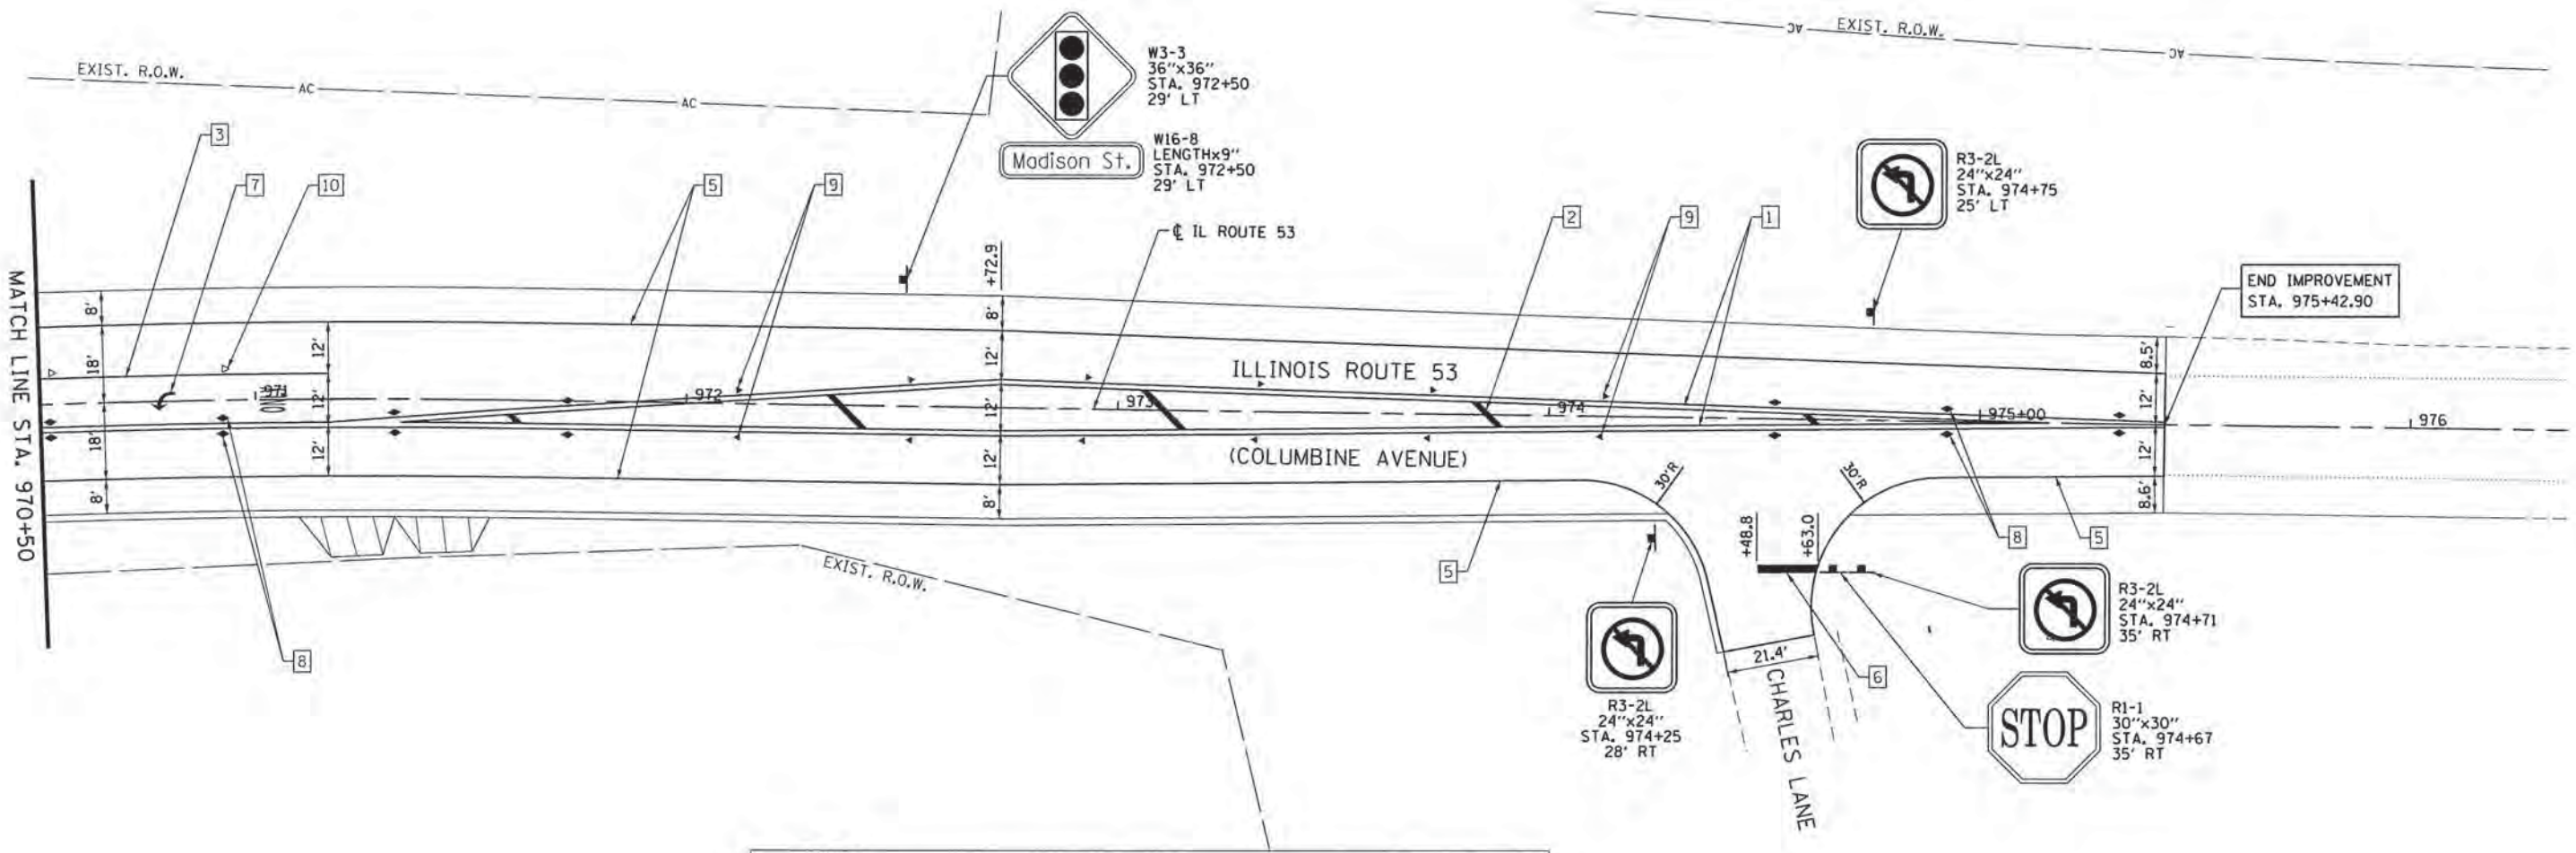 EXIST. R.O.W.
AC
AC
AC
EXIST. R.O.W.
AC
W3-3
36"x36"
STA. 972+50
29' LT
Madison St.
W16-8
LENGTHx9"
STA. 972+50
29' LT
3
7
10
5
9
2
9
1
R3-2L
24"x24"
STA. 974+75
25' LT
℄ IL ROUTE 53
+72.9
END IMPROVEMENT
STA. 975+42.90
MATCH LINE STA. 970+50
8'
18'
18'
8'
12'
12'
12'
8'
12'
12'
12'
8'
8.5'
12'
12'
8.6'
ILLINOIS ROUTE 53
(COLUMBINE AVENUE)
971
972
973
974
975+00
976
30'R
30'R
+48.8
+63.0
EXIST. R.O.W.
8
5
8
5
6
21.4'
CHARLES LANE
R3-2L
24"x24"
STA. 974+25
28' RT
R3-2L
24"x24"
STA. 974+71
35' RT
STOP
R1-1
30"x30"
STA. 974+67
35' RT